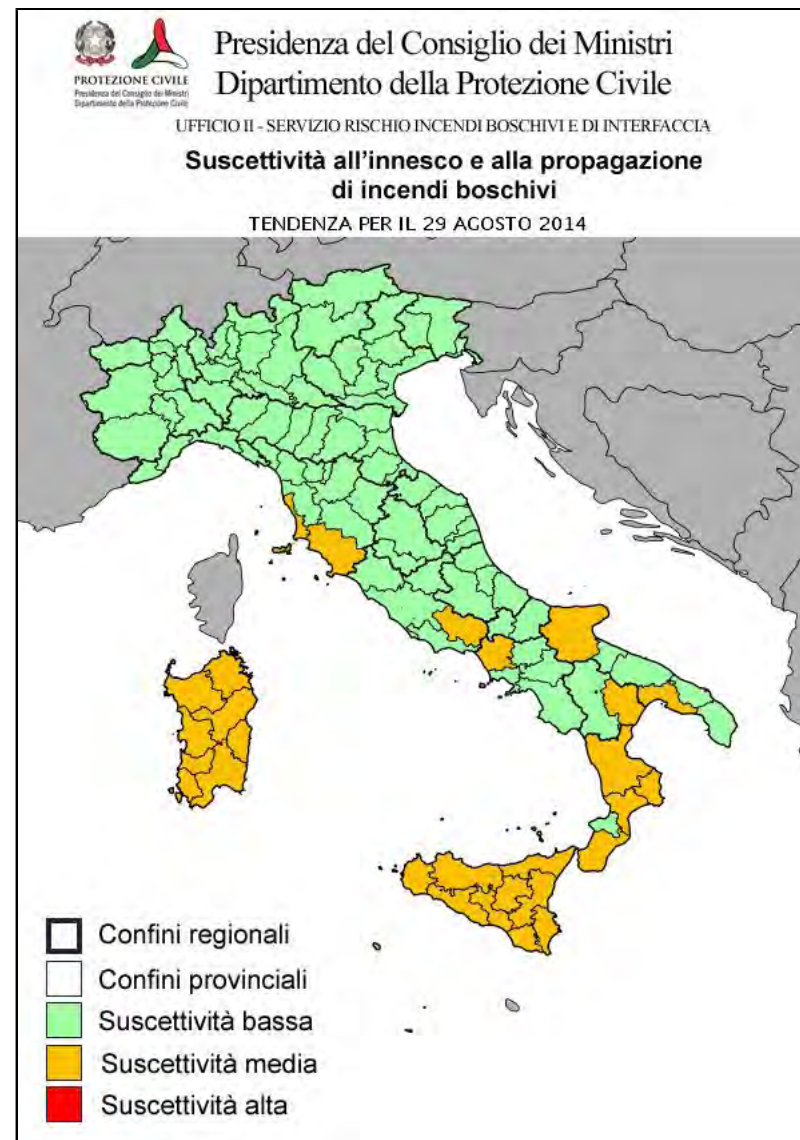 Presidenza del Consiglio dei Ministri
Dipartimento della Protezione Civile
PROTEZIONE CIVILE
Presidenza del Consiglio dei Ministri
Dipartimento della Protezione Civile
UFFICIO II - SERVIZIO RISCHIO INCENDI BOSCHIVI E DI INTERFACCIA
Suscettività all'innesco e alla propagazione
di incendi boschivi
TENDENZA PER IL 29 AGOSTO 2014
Confini regionali
Confini provinciali
Suscettività bassa
Suscettività media
Suscettività alta